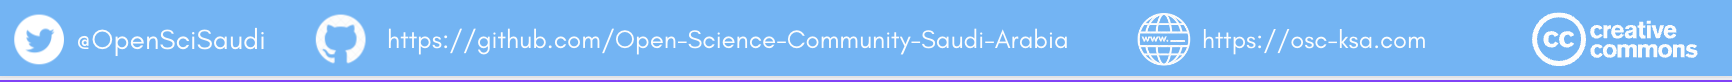 @OpenSciSaudi
https://github.com/Open-Science-Community-Saudi-Arabia
www.
https://osc-ksa.com
cc creative commons